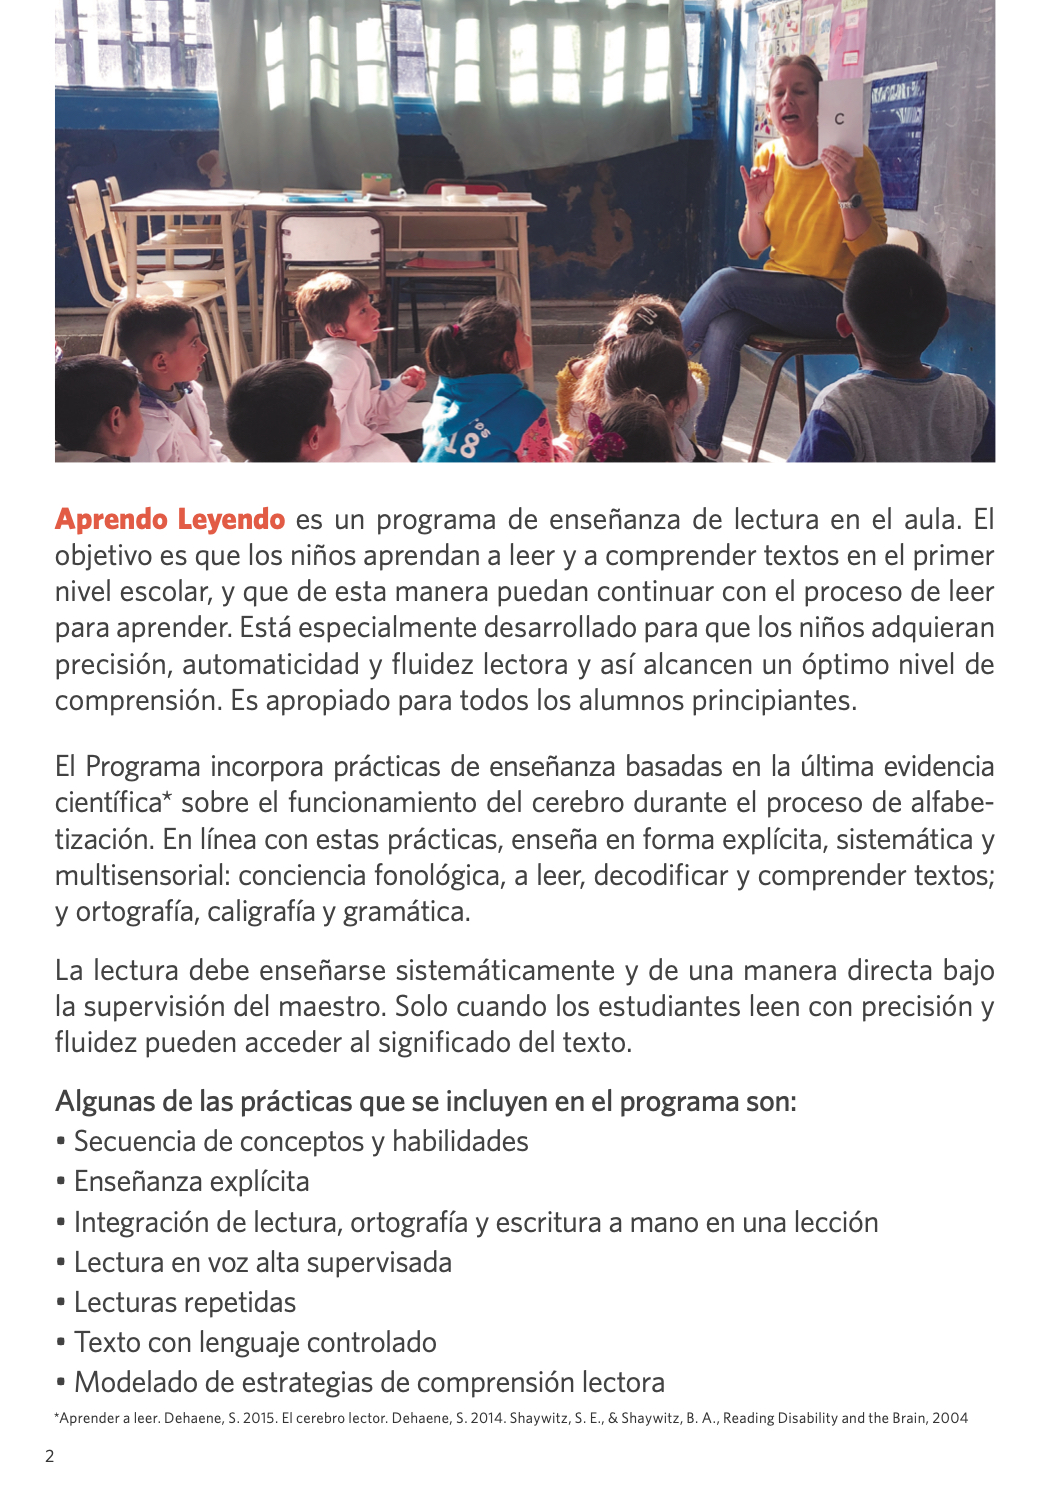 C
18
Aprendo Leyendo es un programa de enseñanza de lectura en el aula. El
objetivo es que los niños aprendan a leer y a comprender textos en el primer
nivel escolar, y que de esta manera puedan continuar con el proceso de leer
para aprender. Está especialmente desarrollado para que los niños adquieran
precisión, automaticidad y fluidez lectora y así alcancen un óptimo nivel de
comprensión. Es apropiado para todos los alumnos principiantes.
El Programa incorpora prácticas de enseñanza basadas en la última evidencia
científica* sobre el funcionamiento del cerebro durante el proceso de alfabe-
tización. En línea con estas prácticas, enseña en forma explícita, sistemática y
multisensorial: conciencia fonológica, a leer, decodificar y comprender textos;
y ortografía, caligrafía y gramática.
La lectura debe enseñarse sistemáticamente y de una manera directa bajo
la supervisión del maestro. Solo cuando los estudiantes leen con precisión y
fluidez pueden acceder al significado del texto.
Algunas de las prácticas que se incluyen en el programa son:
• Secuencia de conceptos y habilidades
• Enseñanza explícita
• Integración de lectura, ortografía y escritura a mano en una lección
• Lectura en voz alta supervisada
• Lecturas repetidas
• Texto con lenguaje controlado
• Modelado de estrategias de comprensión lectora
*Aprender a leer. Dehaene, S. 2015. El cerebro lector. Dehaene, S. 2014. Shaywitz, S. E., & Shaywitz, B. A., Reading Disability and the Brain, 2004
2